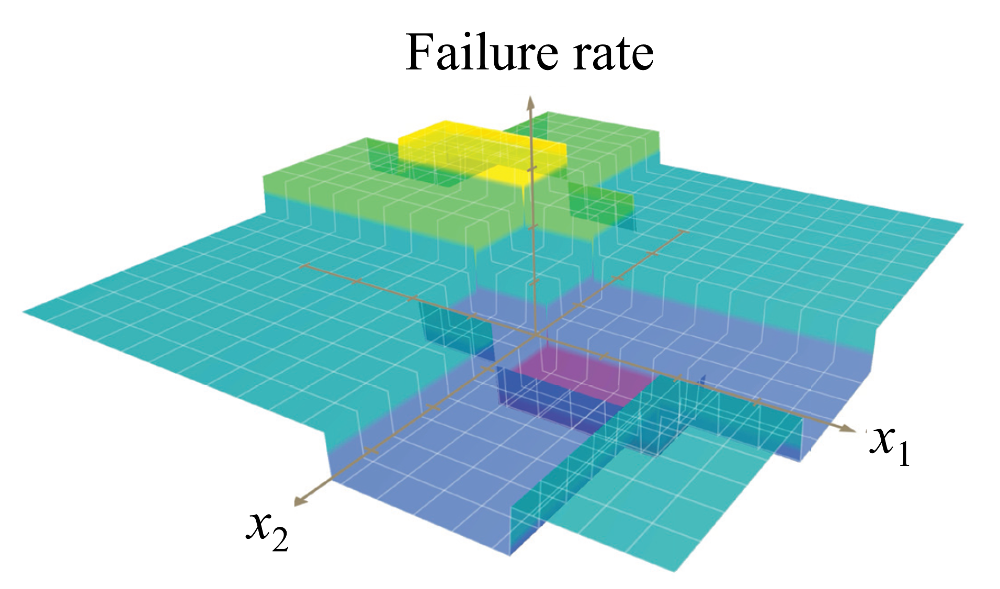 Failure rate
x₁
x₂